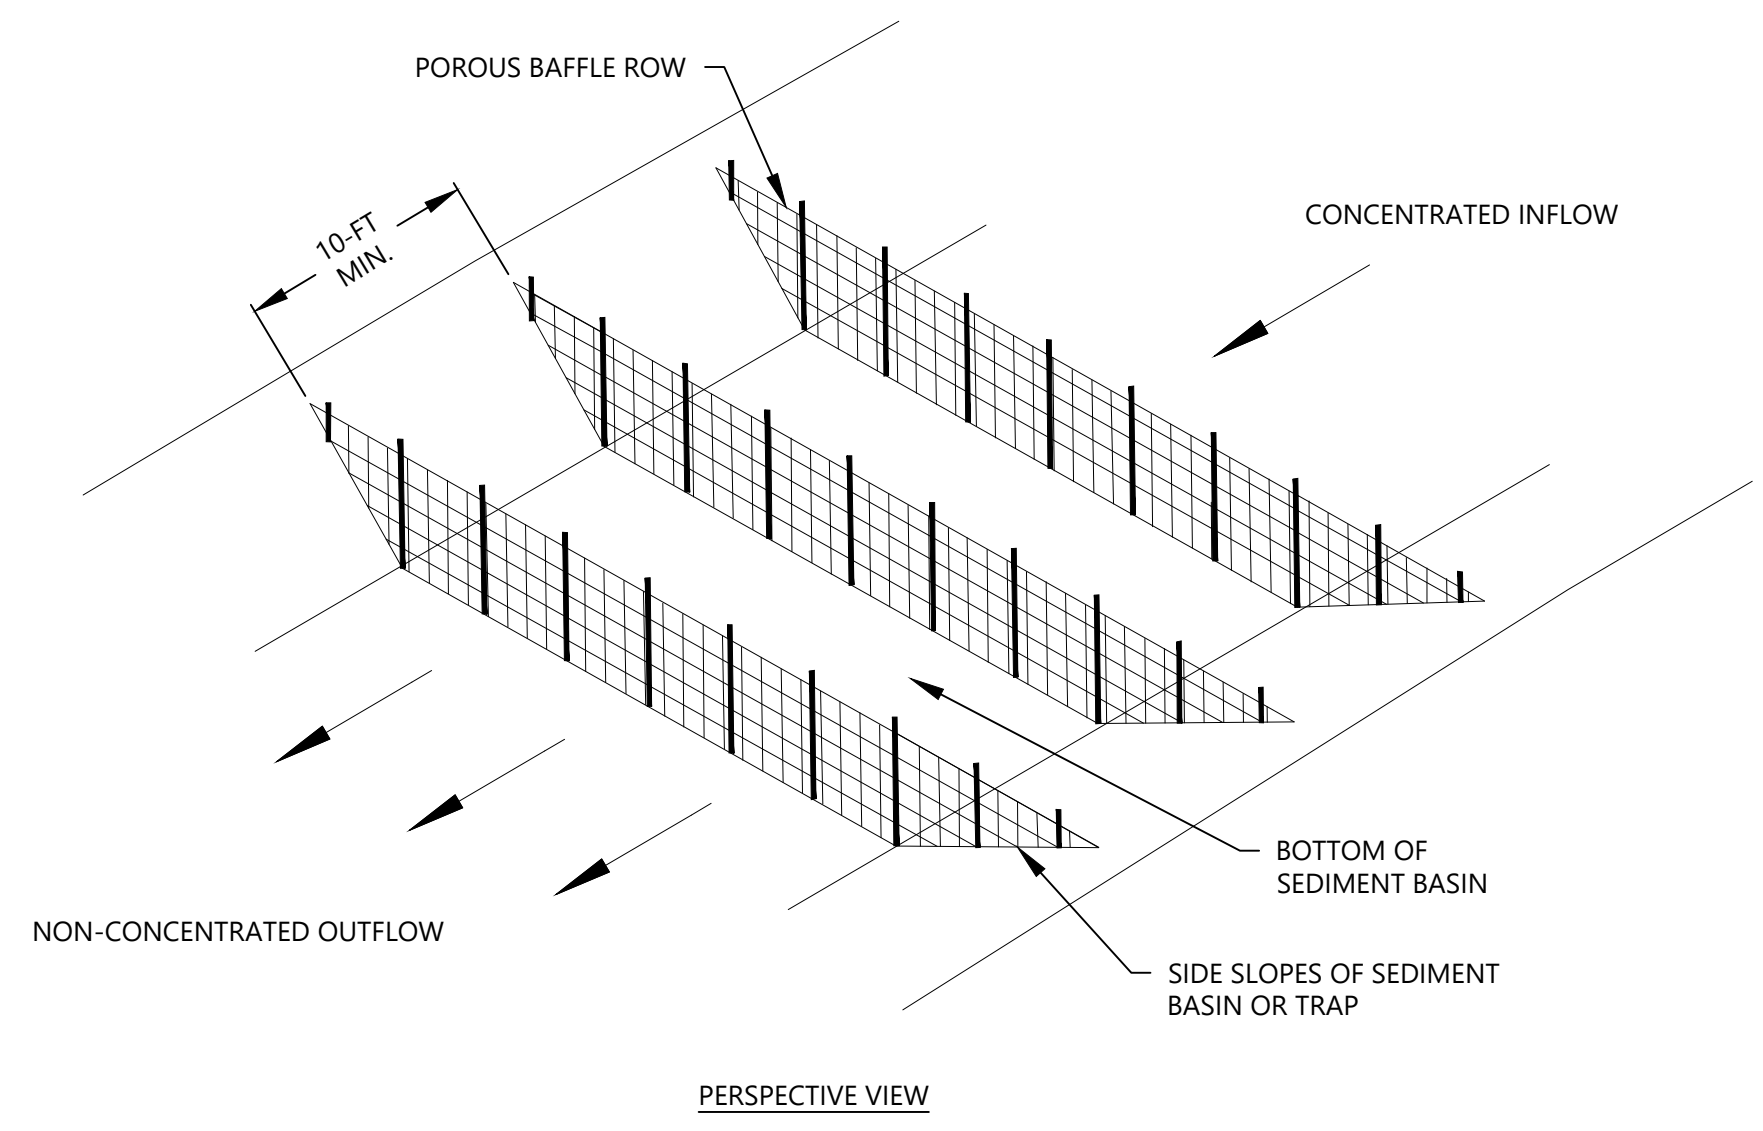 POROUS BAFFLE ROW
CONCENTRATED INFLOW
10-FT
MIN.
BOTTOM OF
SEDIMENT BASIN
NON-CONCENTRATED OUTFLOW
SIDE SLOPES OF SEDIMENT
BASIN OR TRAP
PERSPECTIVE VIEW